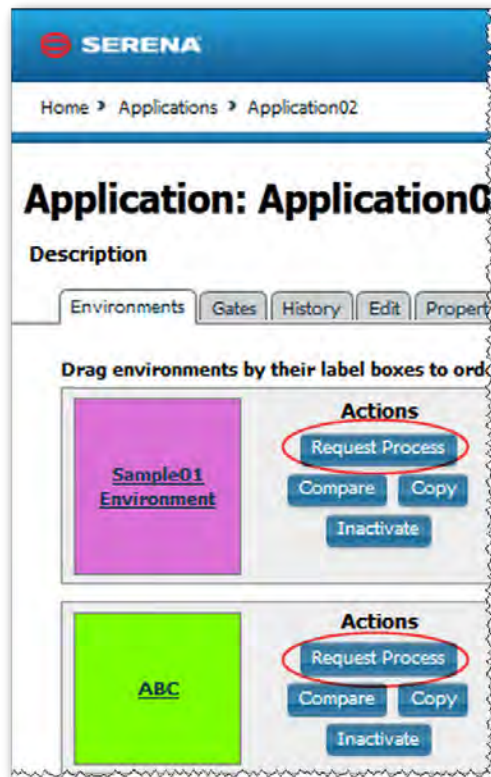 SERENA
Home > Applications > Application02
Application: Application0
Description
Environments Gates History Edit Propert
Drag environments by their label boxes to ord
Actions
Request Process
Sample01
Environment
Compare Copy
Inactivate
Actions
Request Process
ABC
Compare Copy
Inactivate